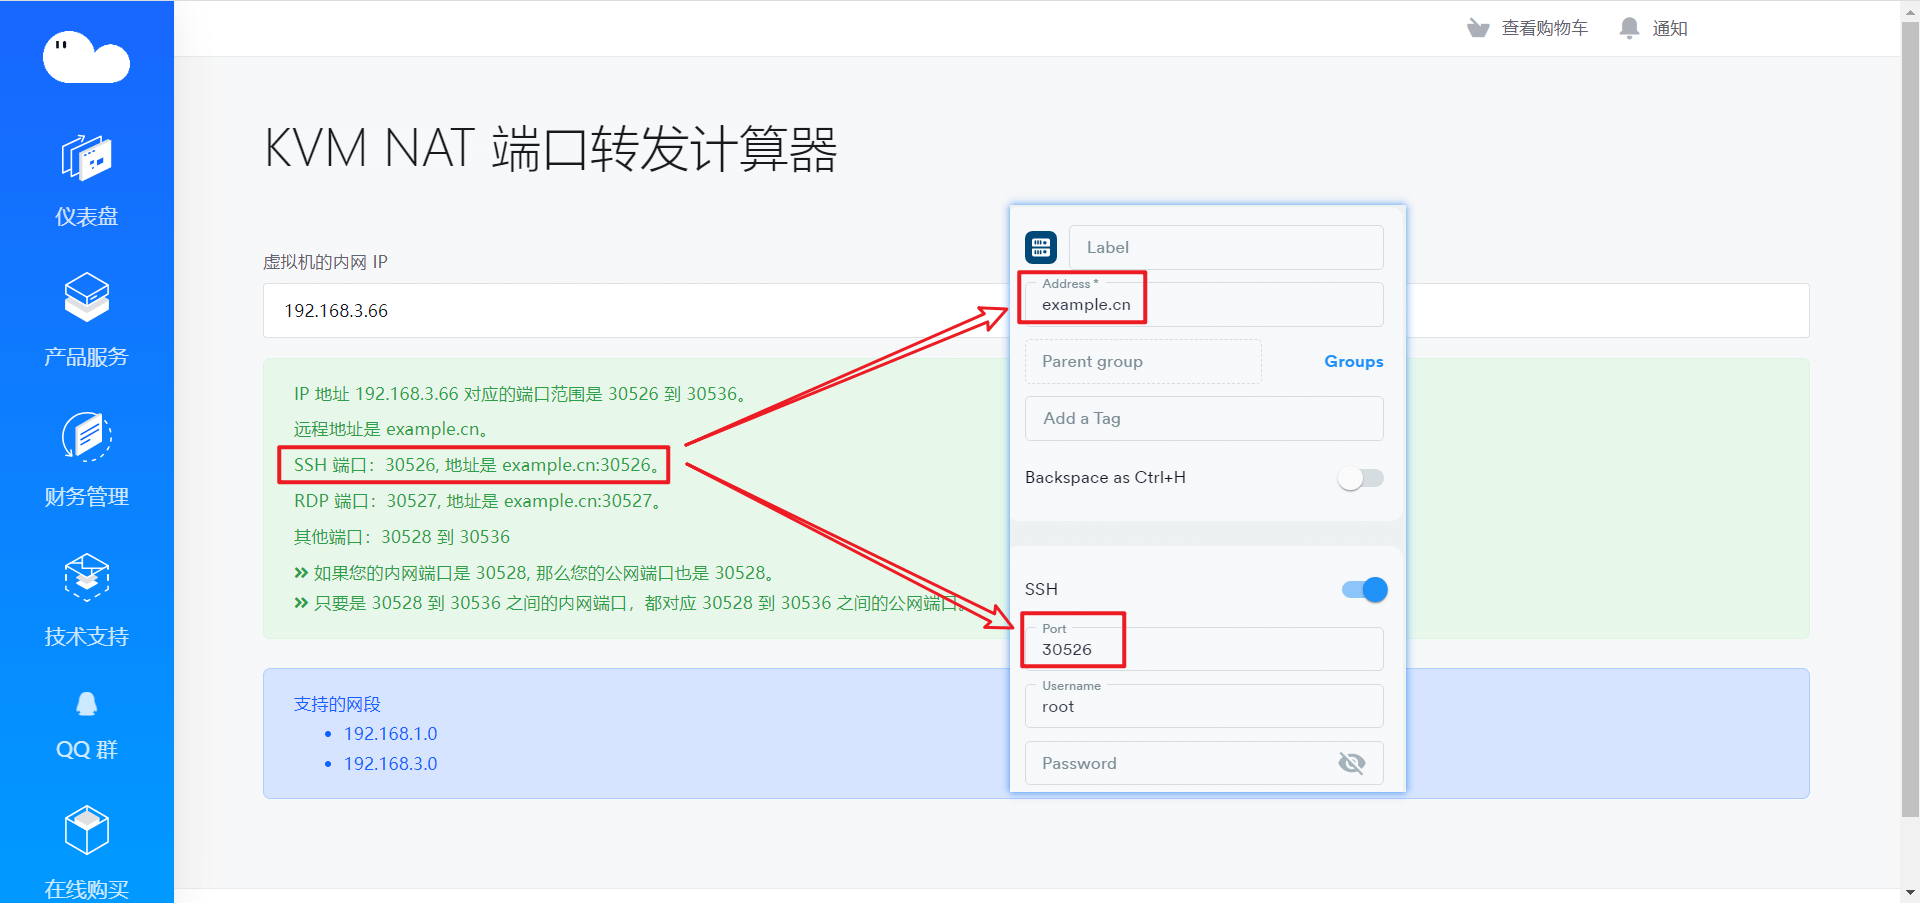 查看购物车
通知
仪表盘
产品服务
财务管理
技术支持
QQ 群
在线购买
KVM NAT 端口转发计算器
虚拟机的内网 IP
192.168.3.66
IP 地址 192.168.3.66 对应的端口范围是 30526 到 30536。
远程地址是 example.cn。
SSH 端口：30526, 地址是 example.cn:30526。
RDP 端口：30527, 地址是 example.cn:30527。
其他端口：30528 到 30536
» 如果您的内网端口是 30528, 那么您的公网端口也是 30528。
» 只要是 30528 到 30536 之间的内网端口，都对应 30528 到 30536 之间的公网端口。
支持的网段
• 192.168.1.0
• 192.168.3.0
Label
Address *
example.cn
Parent group
Groups
Add a Tag
Backspace as Ctrl+H
SSH
Port
30526
Username
root
Password